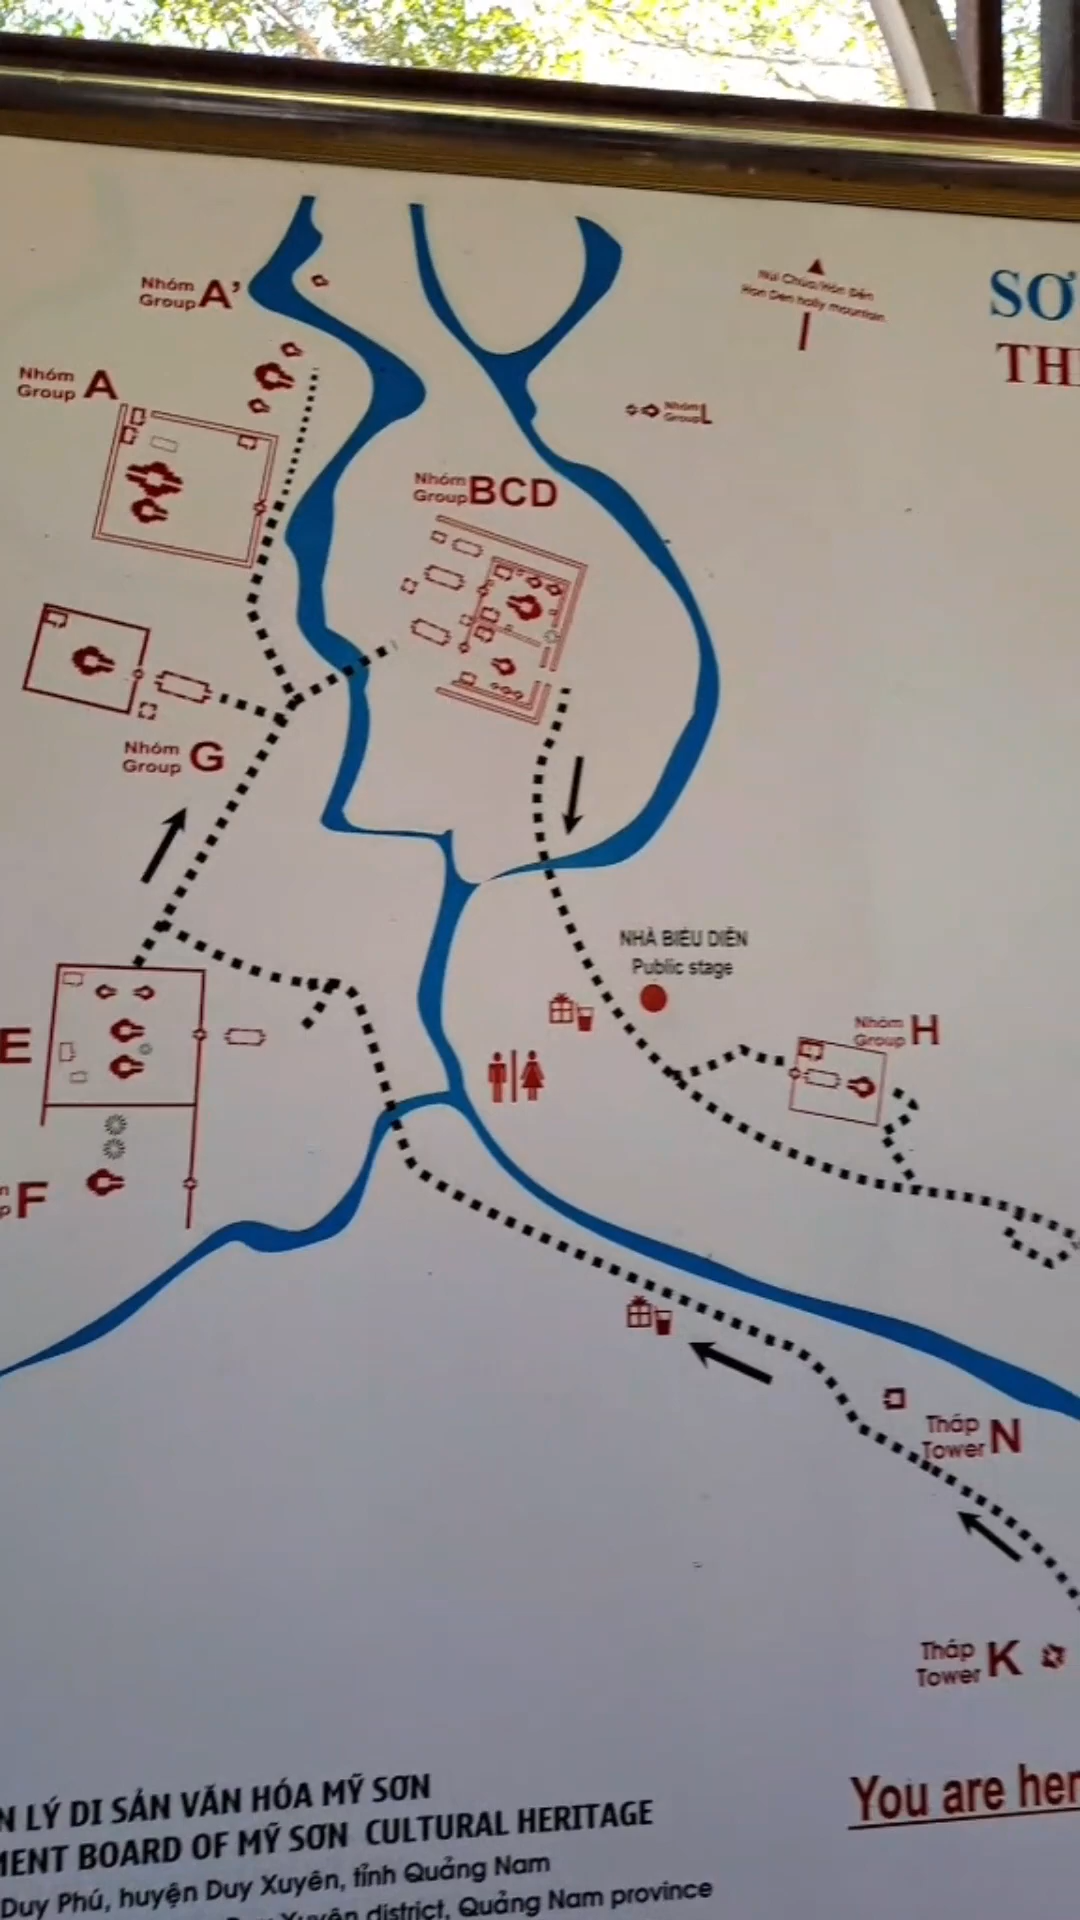 SƠ
Nhóm
Group A’
Núi Chúa/Hòn Đền
Hon Den holly mountain
Nhóm
Group A
Nhóm
Group L
Nhóm
Group BCD
Nhóm
Group G
NHÀ BIỂU DIỄN
Public stage
Nhóm
Group H
E
F
Tháp
Tower N
Tháp
Tower K
You are
LÝ DI SẢN VĂN HÓA MỸ SƠN
BOARD OF MỸ SƠN CULTURAL HERITAGE
Duy Phú, huyện Duy Xuyên, tỉnh Quảng Nam
Xuyên district, Quảng Nam province